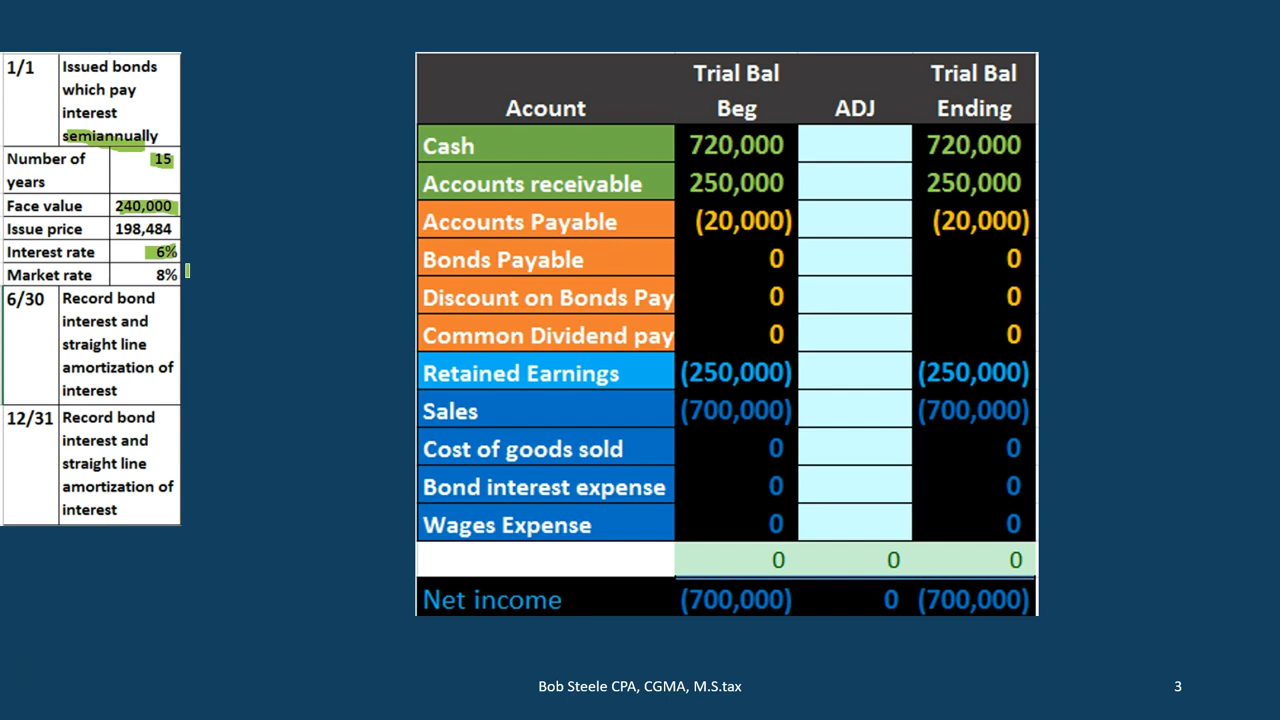 1/1 Issued bonds
which pay
interest
semiannually
Number of 15
years
Face value 240,000
Issue price 198,484
Interest rate 6%
Market rate 8%
6/30 Record bond
interest and
straight line
amortization of
interest
12/31 Record bond
interest and
straight line
amortization of
interest
Trial Bal Trial Bal
Acount Beg ADJ Ending
Cash 720,000 720,000
Accounts receivable 250,000 250,000
Accounts Payable (20,000) (20,000)
Bonds Payable 0 0
Discount on Bonds Pay 0 0
Common Dividend pay 0 0
Retained Earnings (250,000) (250,000)
Sales (700,000) (700,000)
Cost of goods sold 0 0
Bond interest expense 0 0
Wages Expense 0 0
0 0 0
Net income (700,000) 0 (700,000)
Bob Steele CPA, CGMA, M.S.tax 3